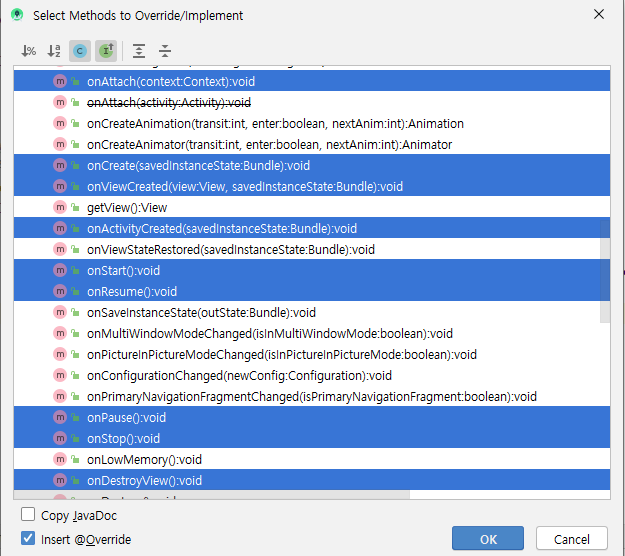 Select Methods to Override/Implement
onAttach(context:Context):void
onAttach(activity:Activity):void
onCreateAnimation(transit:int, enter:boolean, nextAnim:int):Animation
onCreateAnimator(transit:int, enter:boolean, nextAnim:int):Animator
onCreate(savedInstanceState:Bundle):void
onViewCreated(view:View, savedInstanceState:Bundle):void
getView():View
onActivityCreated(savedInstanceState:Bundle):void
onViewStateRestored(savedInstanceState:Bundle):void
onStart():void
onResume():void
onSaveInstanceState(outState:Bundle):void
onMultiWindowModeChanged(isInMultiWindowMode:boolean):void
onPictureInPictureModeChanged(isInPictureInPictureMode:boolean):void
onConfigurationChanged(newConfig:Configuration):void
onPrimaryNavigationFragmentChanged(isPrimaryNavigationFragment:boolean):void
onPause():void
onStop():void
onLowMemory():void
onDestroyView():void
Copy JavaDoc
Insert @Override
OK Cancel